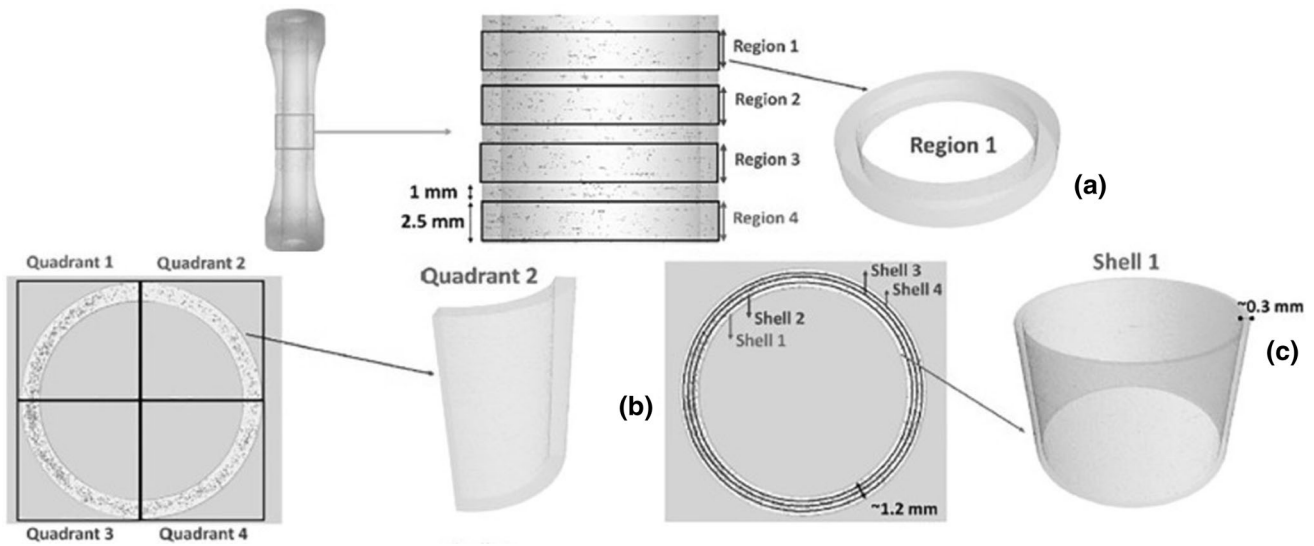 Region 1
Region 2
Region 3
1 mm
2.5 mm
Region 4
Region 1
(a)
Quadrant 1 Quadrant 2
Quadrant 3 Quadrant 4
Quadrant 2
(b)
Shell 3
Shell 4
Shell 2
Shell 1
~1.2 mm
Shell 1
~0.3 mm
(c)